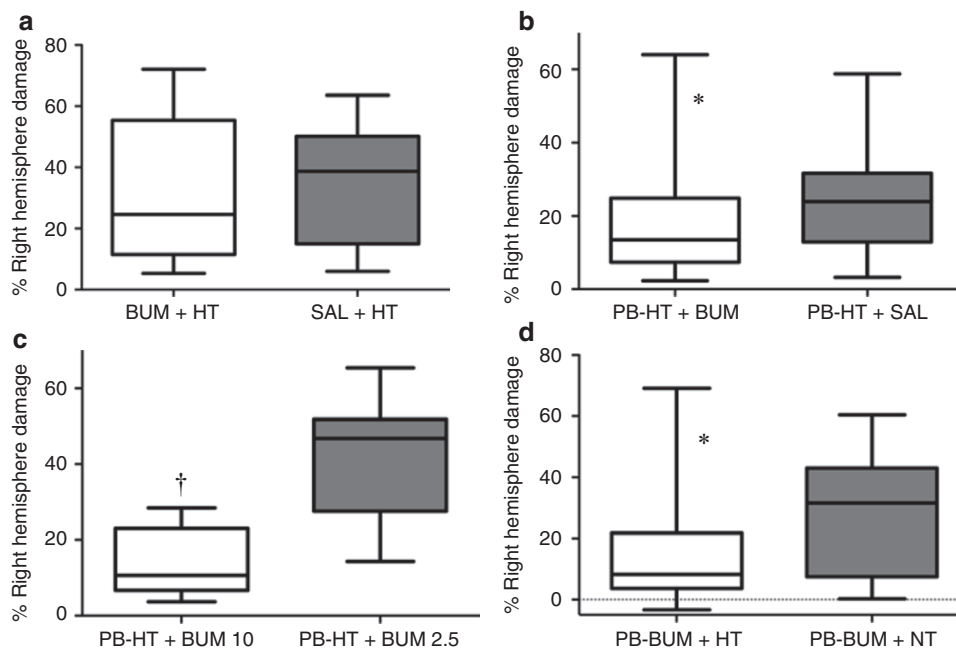 a
% Right hemisphere damage
80
60
40
20
0
BUM + HT
SAL + HT
b
% Right hemisphere damage
60
40
20
0
*
PB-HT + BUM
PB-HT + SAL
c
% Right hemisphere damage
60
40
20
0
†
PB-HT + BUM 10
PB-HT + BUM 2.5
d
% Right hemisphere damage
80
60
40
20
0
*
PB-BUM + HT
PB-BUM + NT